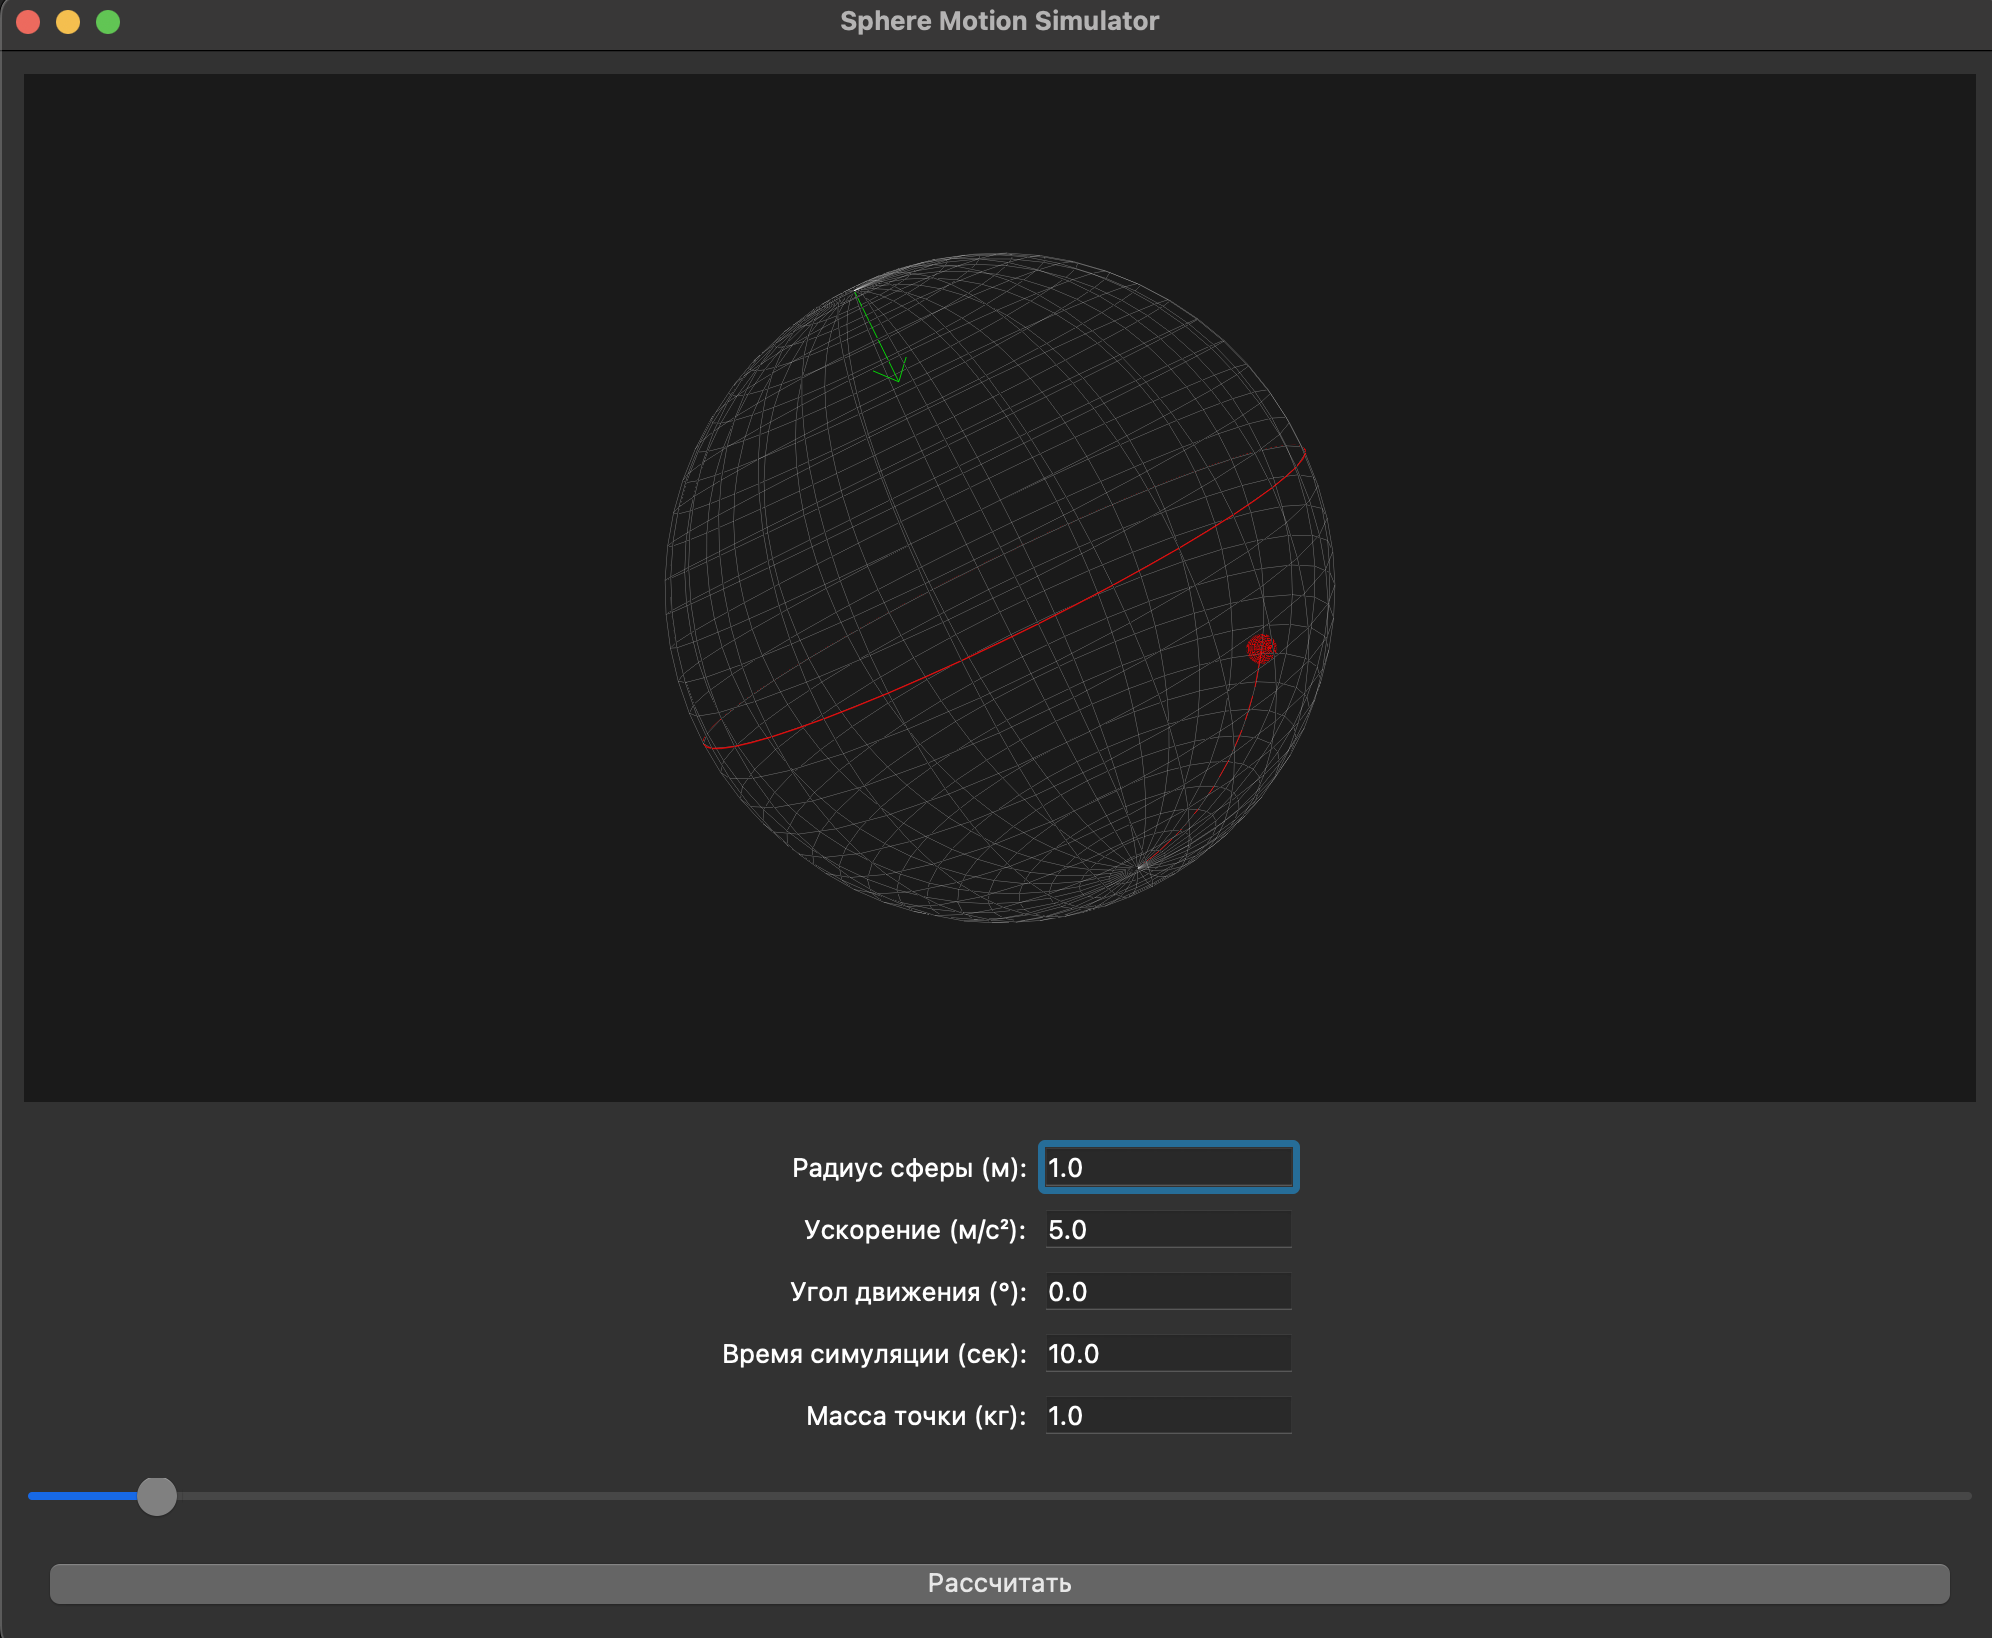 Sphere Motion Simulator
Радиус сферы (м): 1.0
Ускорение (м/с²): 5.0
Угол движения (°): 0.0
Время симуляции (сек): 10.0
Масса точки (кг): 1.0
Рассчитать